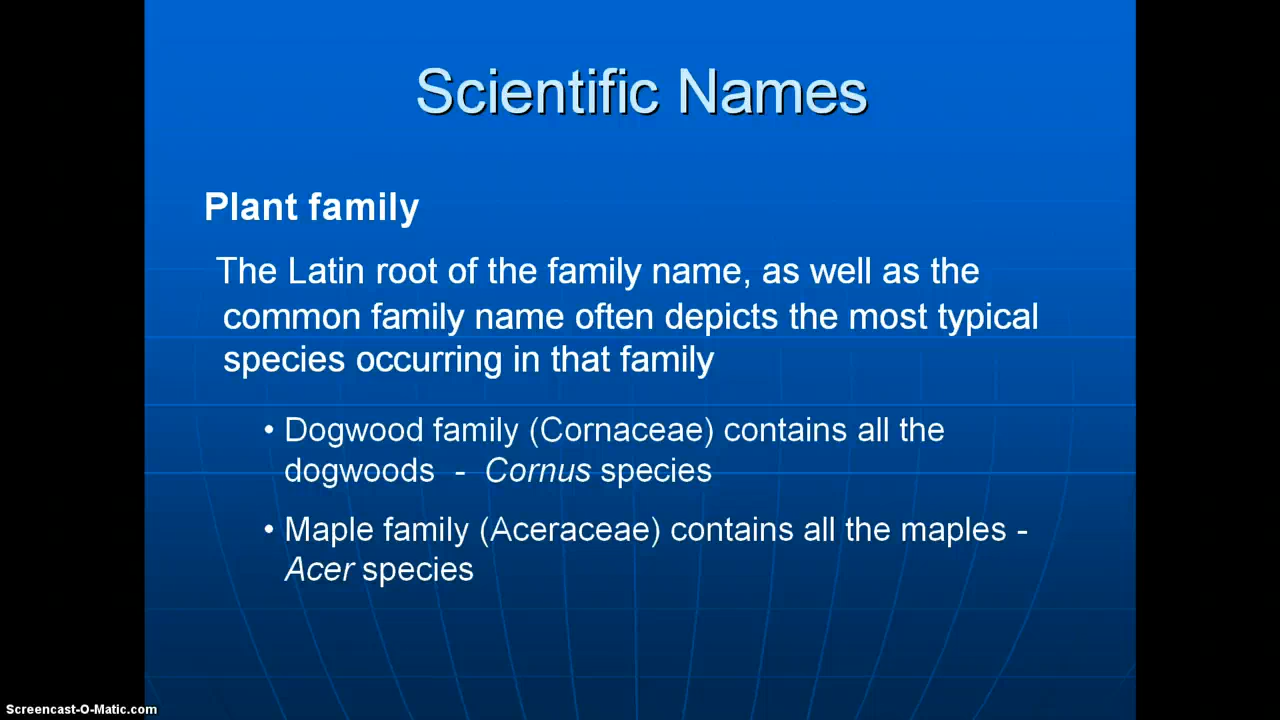 Scientific Names
Plant family
The Latin root of the family name, as well as the
common family name often depicts the most typical
species occurring in that family
• Dogwood family (Cornaceae) contains all the
dogwoods - Cornus species
• Maple family (Aceraceae) contains all the maples -
Acer species
Screencast-O-Matic.com